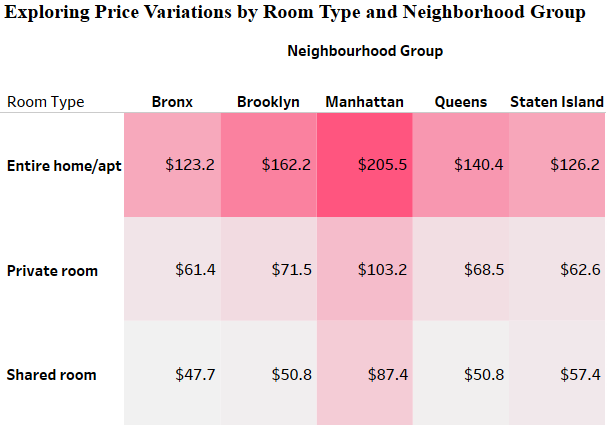 Exploring Price Variations by Room Type and Neighborhood Group
Neighbourhood Group
Room Type Bronx Brooklyn Manhattan Queens Staten Island
Entire home/apt $123.2 $162.2 $205.5 $140.4 $126.2
Private room $61.4 $71.5 $103.2 $68.5 $62.6
Shared room $47.7 $50.8 $87.4 $50.8 $57.4